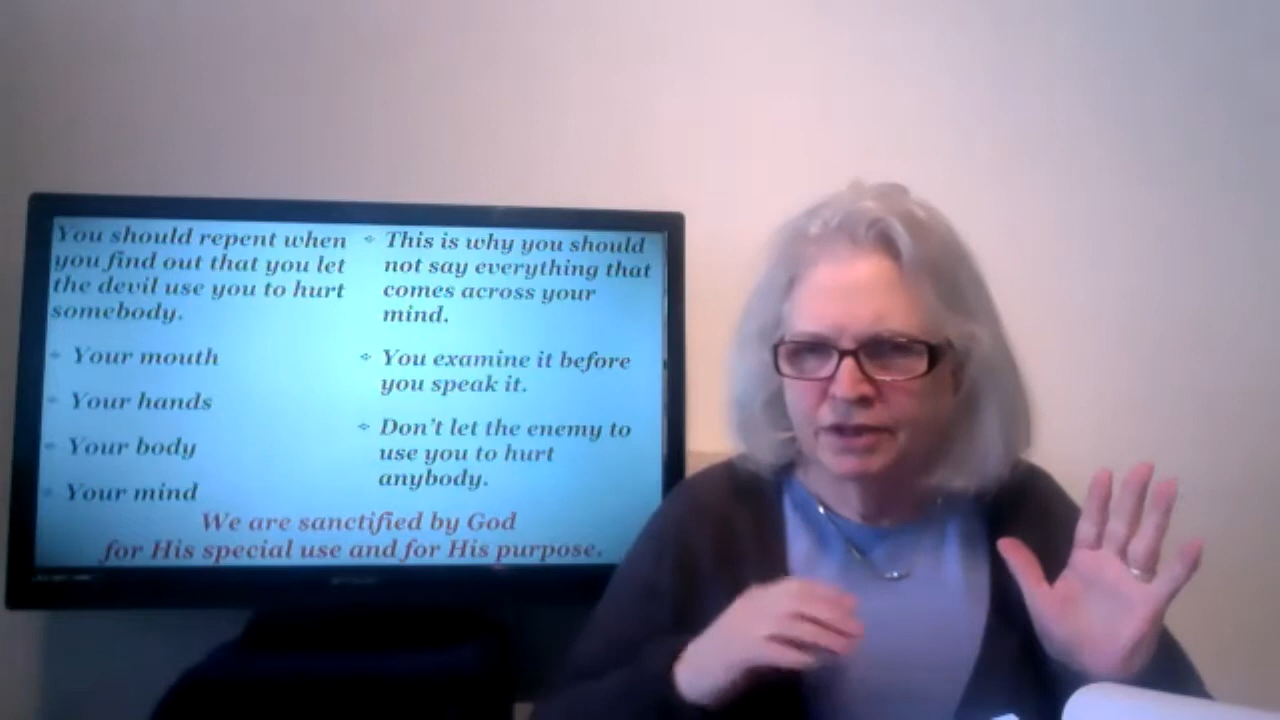 You should repent when
you find out that you let
the devil use you to hurt
somebody.
Your mouth
Your hands
Your body
Your mind
This is why you should
not say everything that
comes across your
mind.
You examine it before
you speak it.
Don't let the enemy to
use you to hurt
anybody.
We are sanctified by God
for His special use and for His purpose.